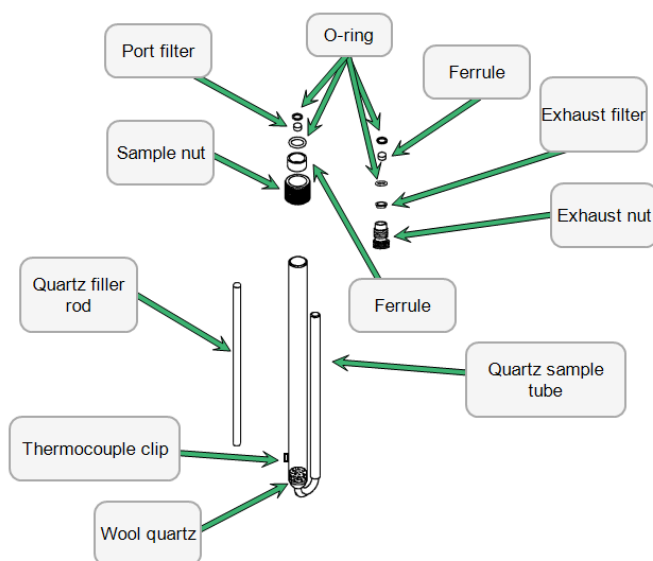 O-ring
Port filter
Ferrule
Exhaust filter
Sample nut
Exhaust nut
Quartz filler
rod
Ferrule
Quartz sample
tube
Thermocouple clip
Wool quartz